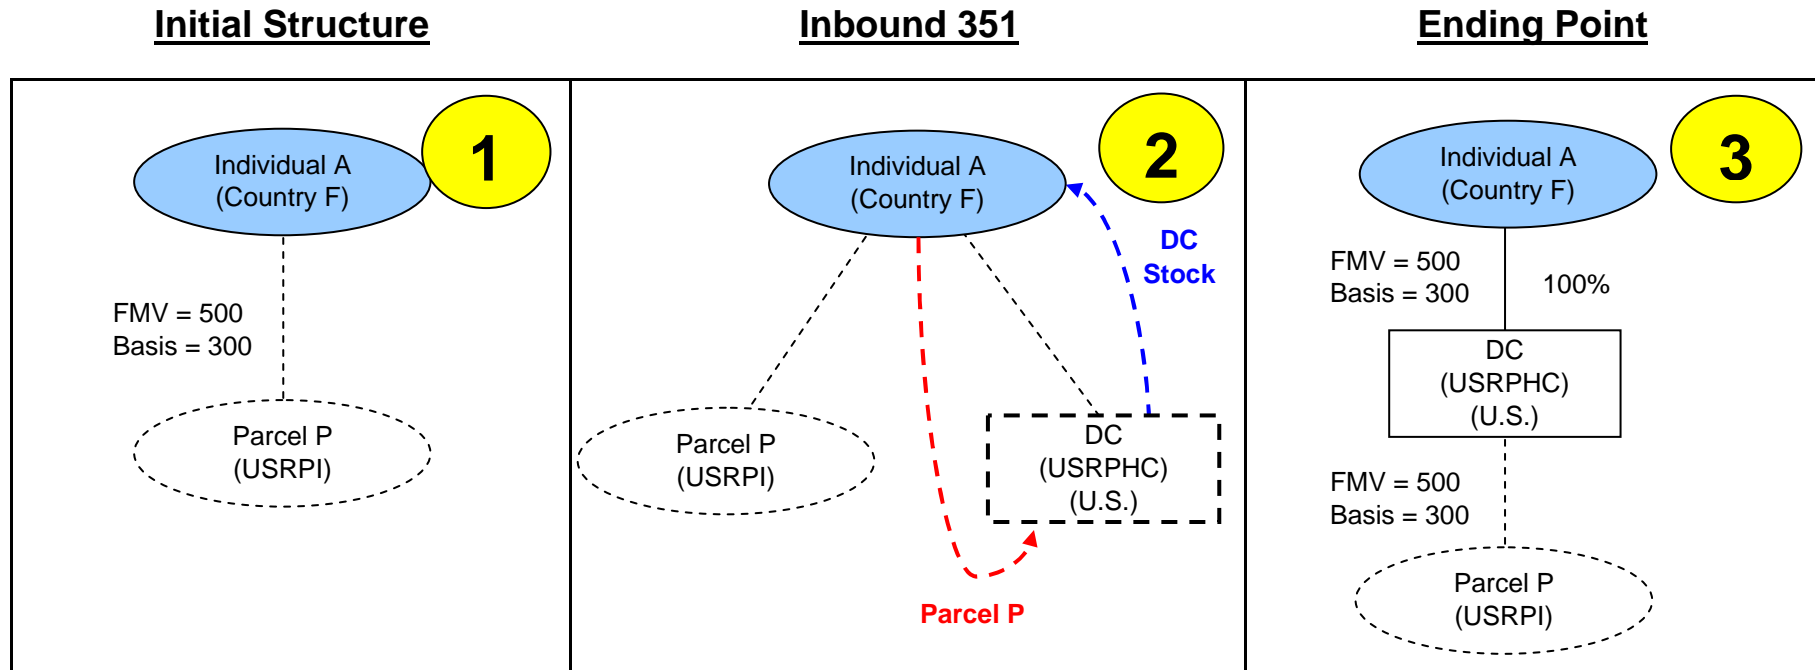 Initial Structure
Inbound 351
Ending Point
1
Individual A
(Country F)
FMV = 500
Basis = 300
Parcel P
(USRPI)
2
Individual A
(Country F)
DC
Stock
Parcel P
(USRPI)
DC
(USRPHC)
(U.S.)
Parcel P
3
Individual A
(Country F)
FMV = 500
Basis = 300
100%
DC
(USRPHC)
(U.S.)
FMV = 500
Basis = 300
Parcel P
(USRPI)